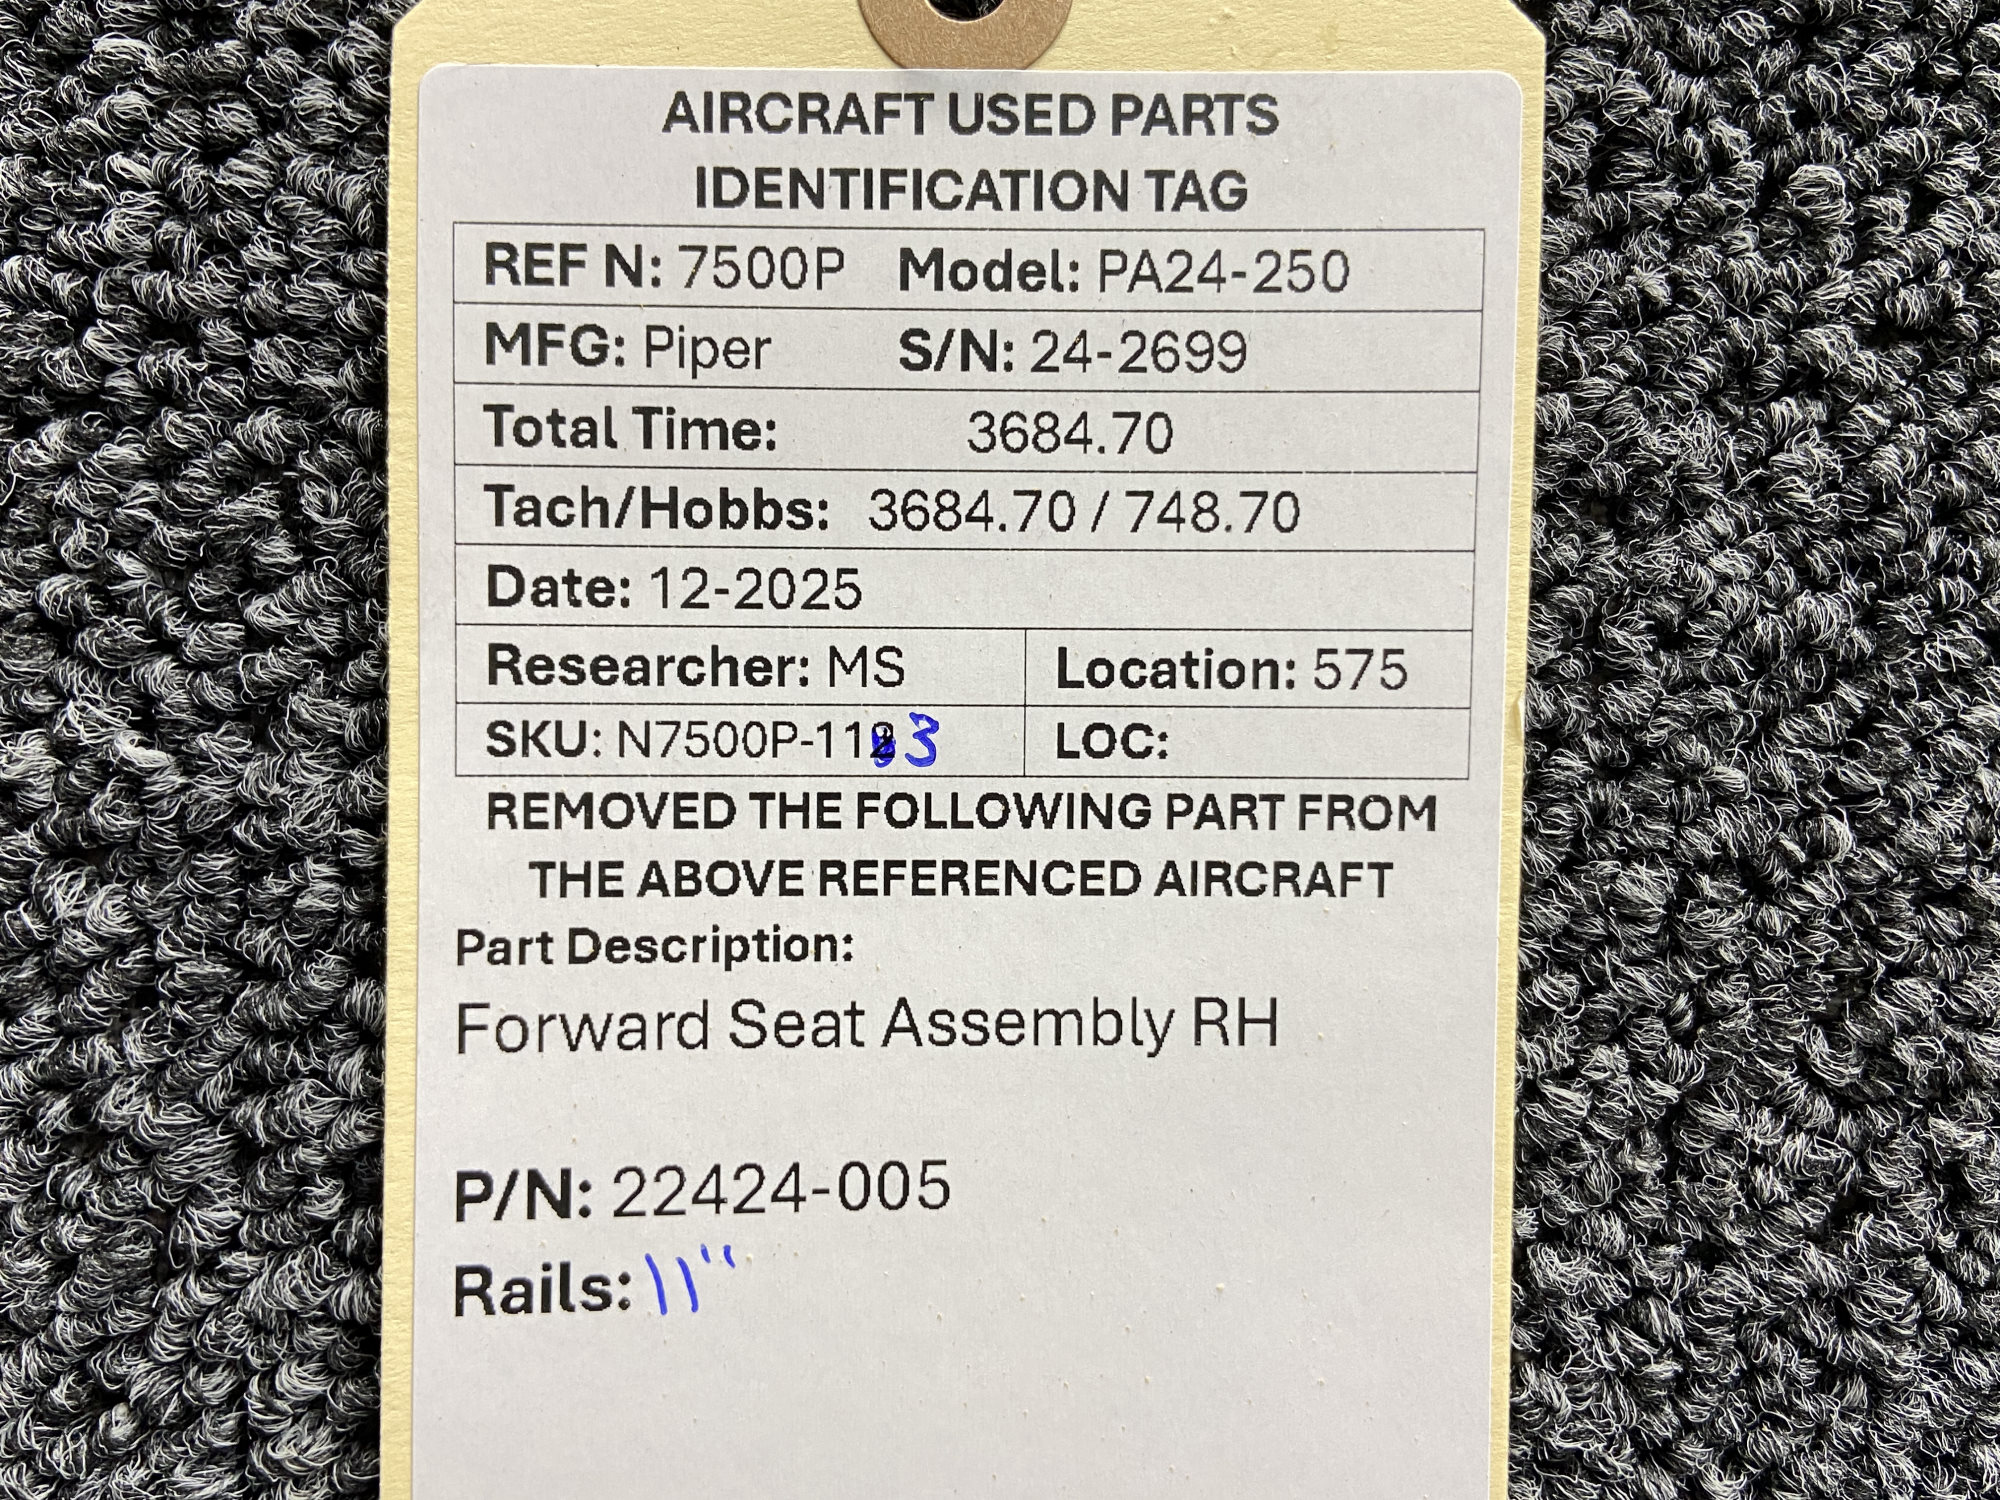 AIRCRAFT USED PARTS
IDENTIFICATION TAG
REF N: 7500P Model: PA24-250
MFG: Piper S/N: 24-2699
Total Time: 3684.70
Tach/Hobbs: 3684.70 / 748.70
Date: 12-2025
Researcher: MS Location: 575
SKU: N7500P-113 LOC:
REMOVED THE FOLLOWING PART FROM
THE ABOVE REFERENCED AIRCRAFT
Part Description:
Forward Seat Assembly RH
P/N: 22424-005
Rails: 11"